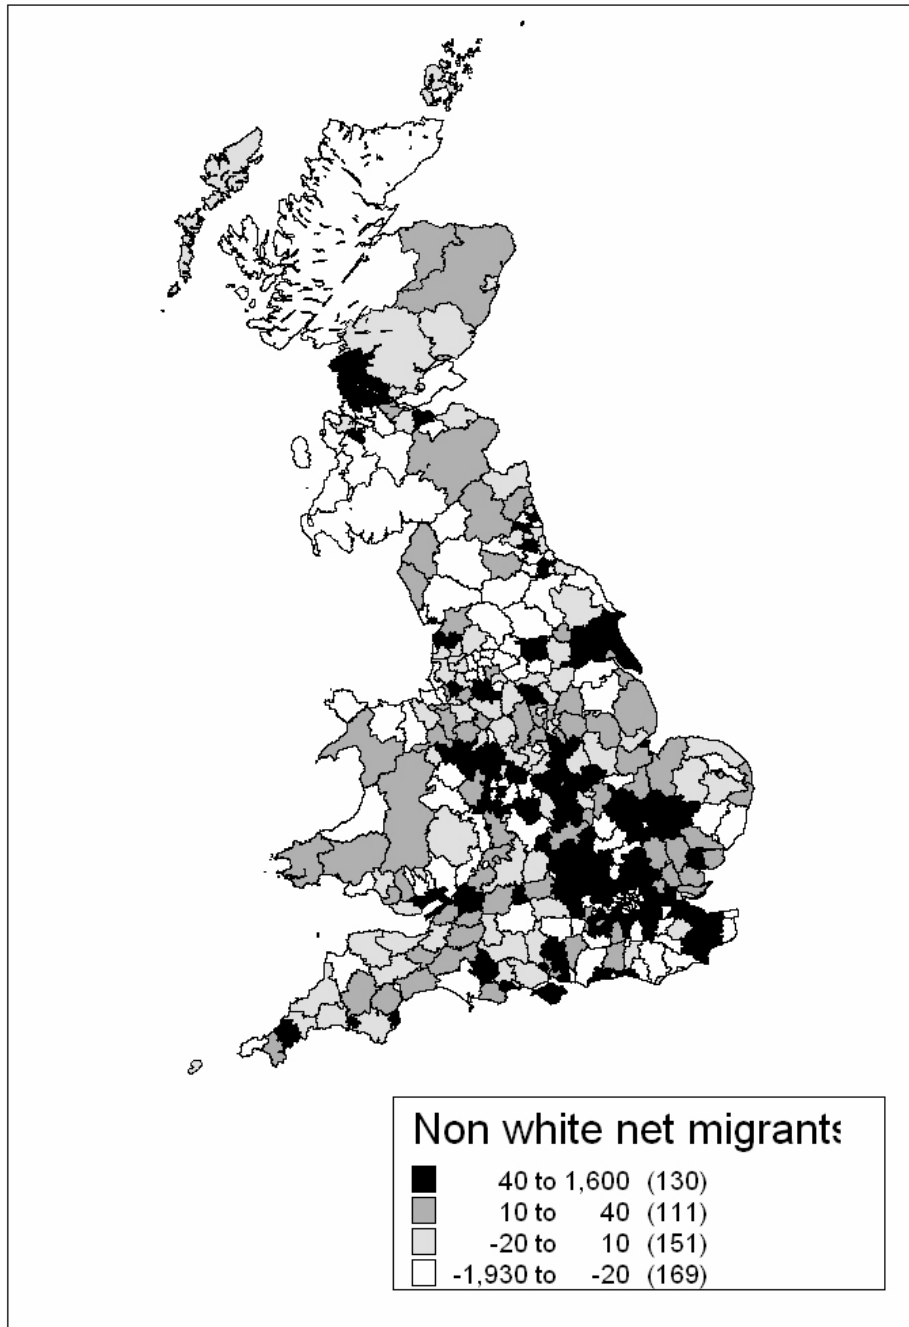 Non white net migrants
40 to 1,600 (130)
10 to 40 (111)
-20 to 10 (151)
-1,930 to -20 (169)